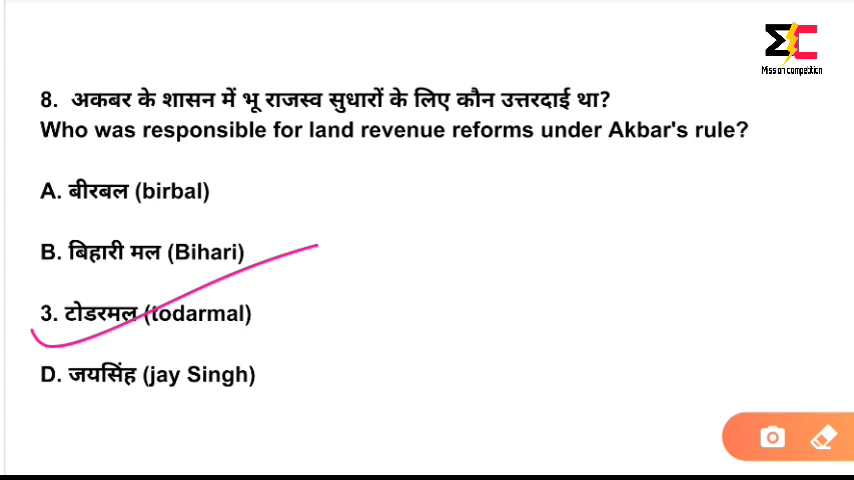 ΣC
Mission competition
8. अकबर के शासन में भू राजस्व सुधारों के लिए कौन उत्तरदाई था?
Who was responsible for land revenue reforms under Akbar's rule?
A. बीरबल (birbal)
B. बिहारी मल (Bihari)
3. टोडरमल (todarmal)
D. जयसिंह (jay Singh)